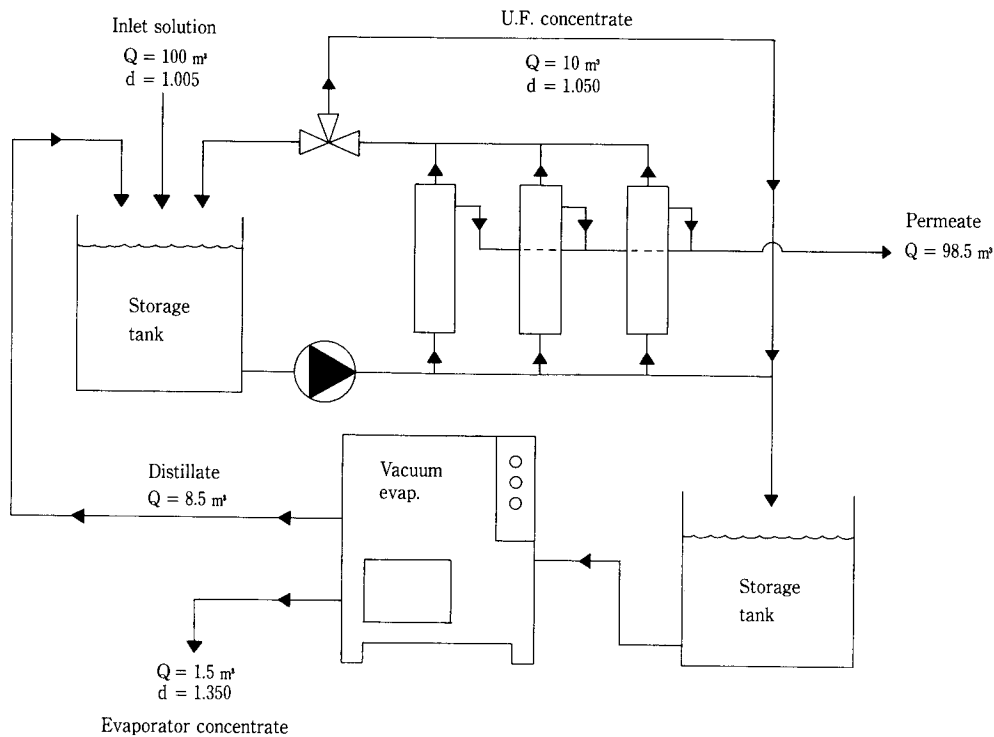 U.F. concentrate
Inlet solution
Q = 100 m³
d = 1.005
Q = 10 m³
d = 1.050
Permeate
Q = 98.5 m³
Storage
tank
Distillate
Q = 8.5 m³
Vacuum
evap.
Storage
tank
Q = 1.5 m³
d = 1.350
Evaporator concentrate